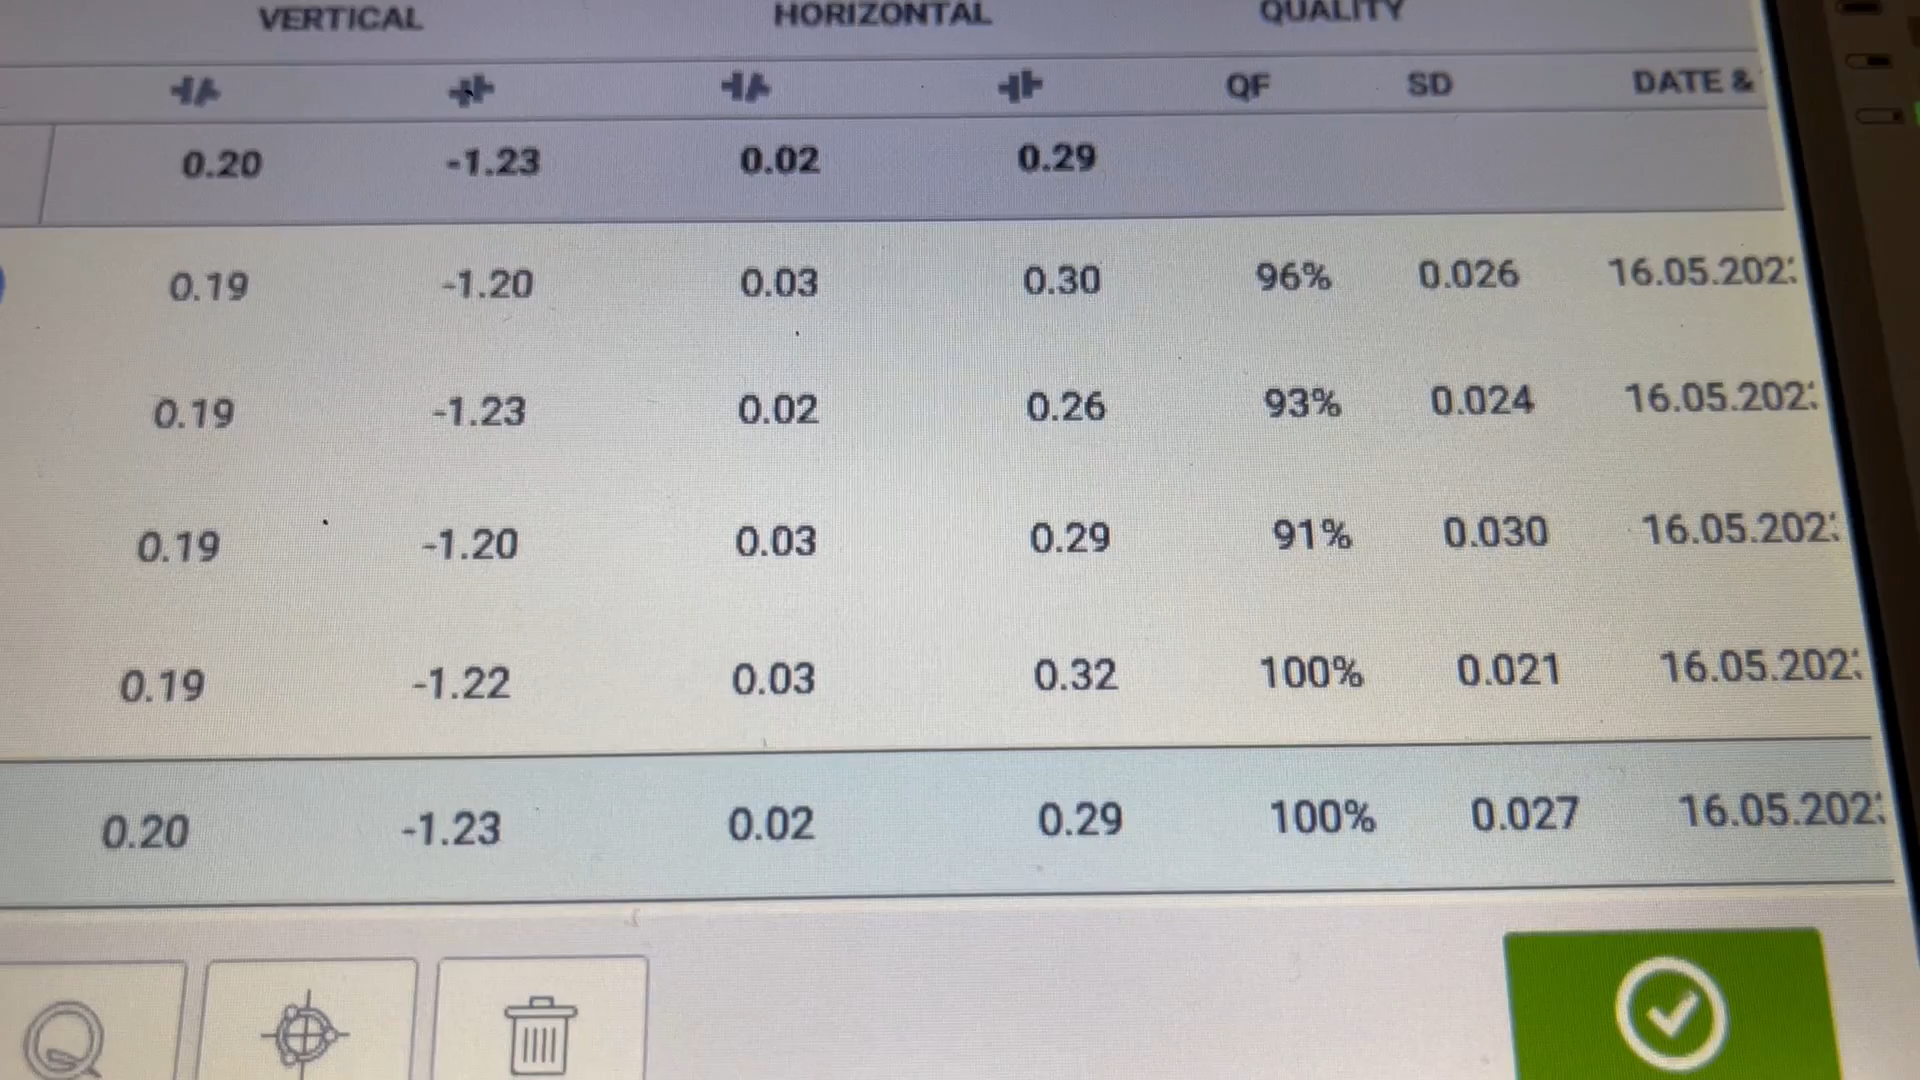 VERTICAL HORIZONTAL QUALITY
QF SD DATE &
0.20 -1.23 0.02 0.29
0.19 -1.20 0.03 0.30 96% 0.026 16.05.202
0.19 -1.23 0.02 0.26 93% 0.024 16.05.202
0.19 -1.20 0.03 0.29 91% 0.030 16.05.202
0.19 -1.22 0.03 0.32 100% 0.021 16.05.202
0.20 -1.23 0.02 0.29 100% 0.027 16.05.202